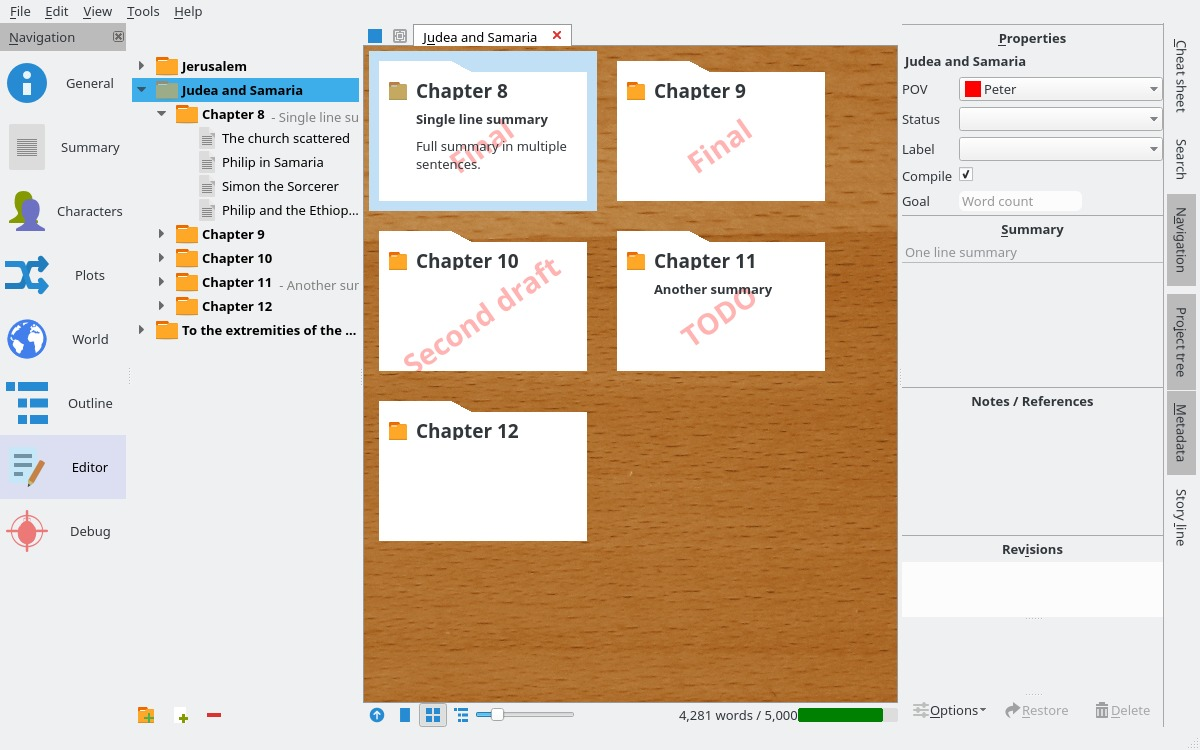 File Edit View Tools Help
Navigation
General
Summary
Characters
Plots
World
Outline
Editor
Debug
Jerusalem
Judea and Samaria
Chapter 8 - Single line su
The church scattered
Philip in Samaria
Simon the Sorcerer
Philip and the Ethiop...
Chapter 9
Chapter 10
Chapter 11 - Another sur
Chapter 12
To the extremities of the ...
Judea and Samaria
Chapter 8
Single line summary
Full summary in multiple
sentences.
Final
Chapter 9
Final
Chapter 10
Second draft
Chapter 11
Another summary
TODO
Chapter 12
4,281 words / 5,000
Properties
Judea and Samaria
POV Peter
Status
Label
Compile
Goal Word count
Summary
One line summary
Notes / References
Revisions
Options Restore Delete
Cheat sheet
Search
Navigation
Project tree
Metadata
Story line